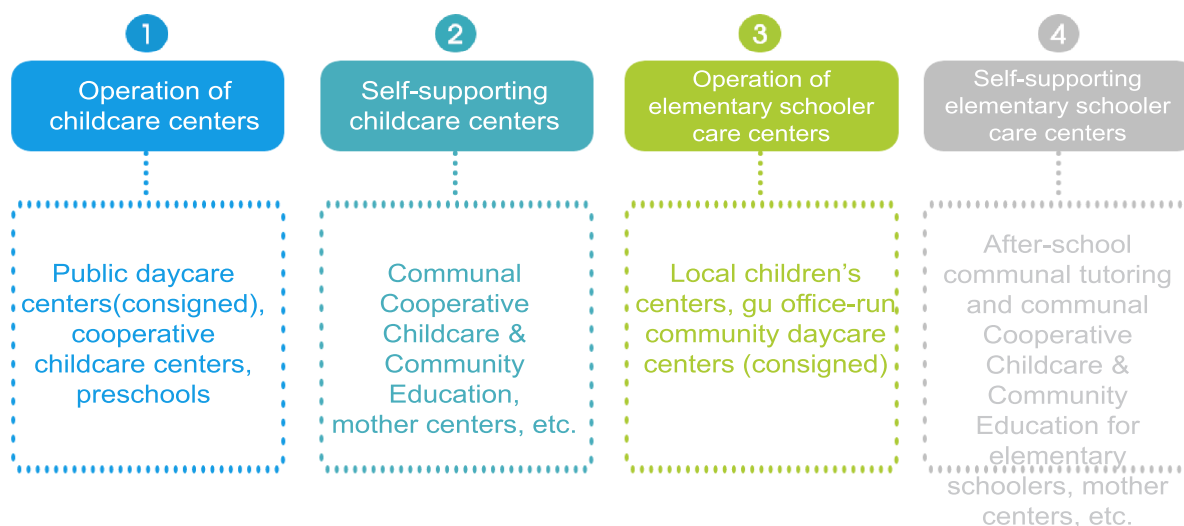 1
Operation of
childcare centers
Public daycare
centers(consigned),
cooperative
childcare centers,
preschools
2
Self-supporting
childcare centers
Communal
Cooperative
Childcare &
Community
Education,
mother centers, etc.
3
Operation of
elementary schooler
care centers
Local children’s
centers, gu office-run
community daycare
centers (consigned)
4
Self-supporting
elementary schooler
care centers
After-school
communal tutoring
and communal
Cooperative
Childcare &
Community
Education for
elementary
schoolers, mother
centers, etc.